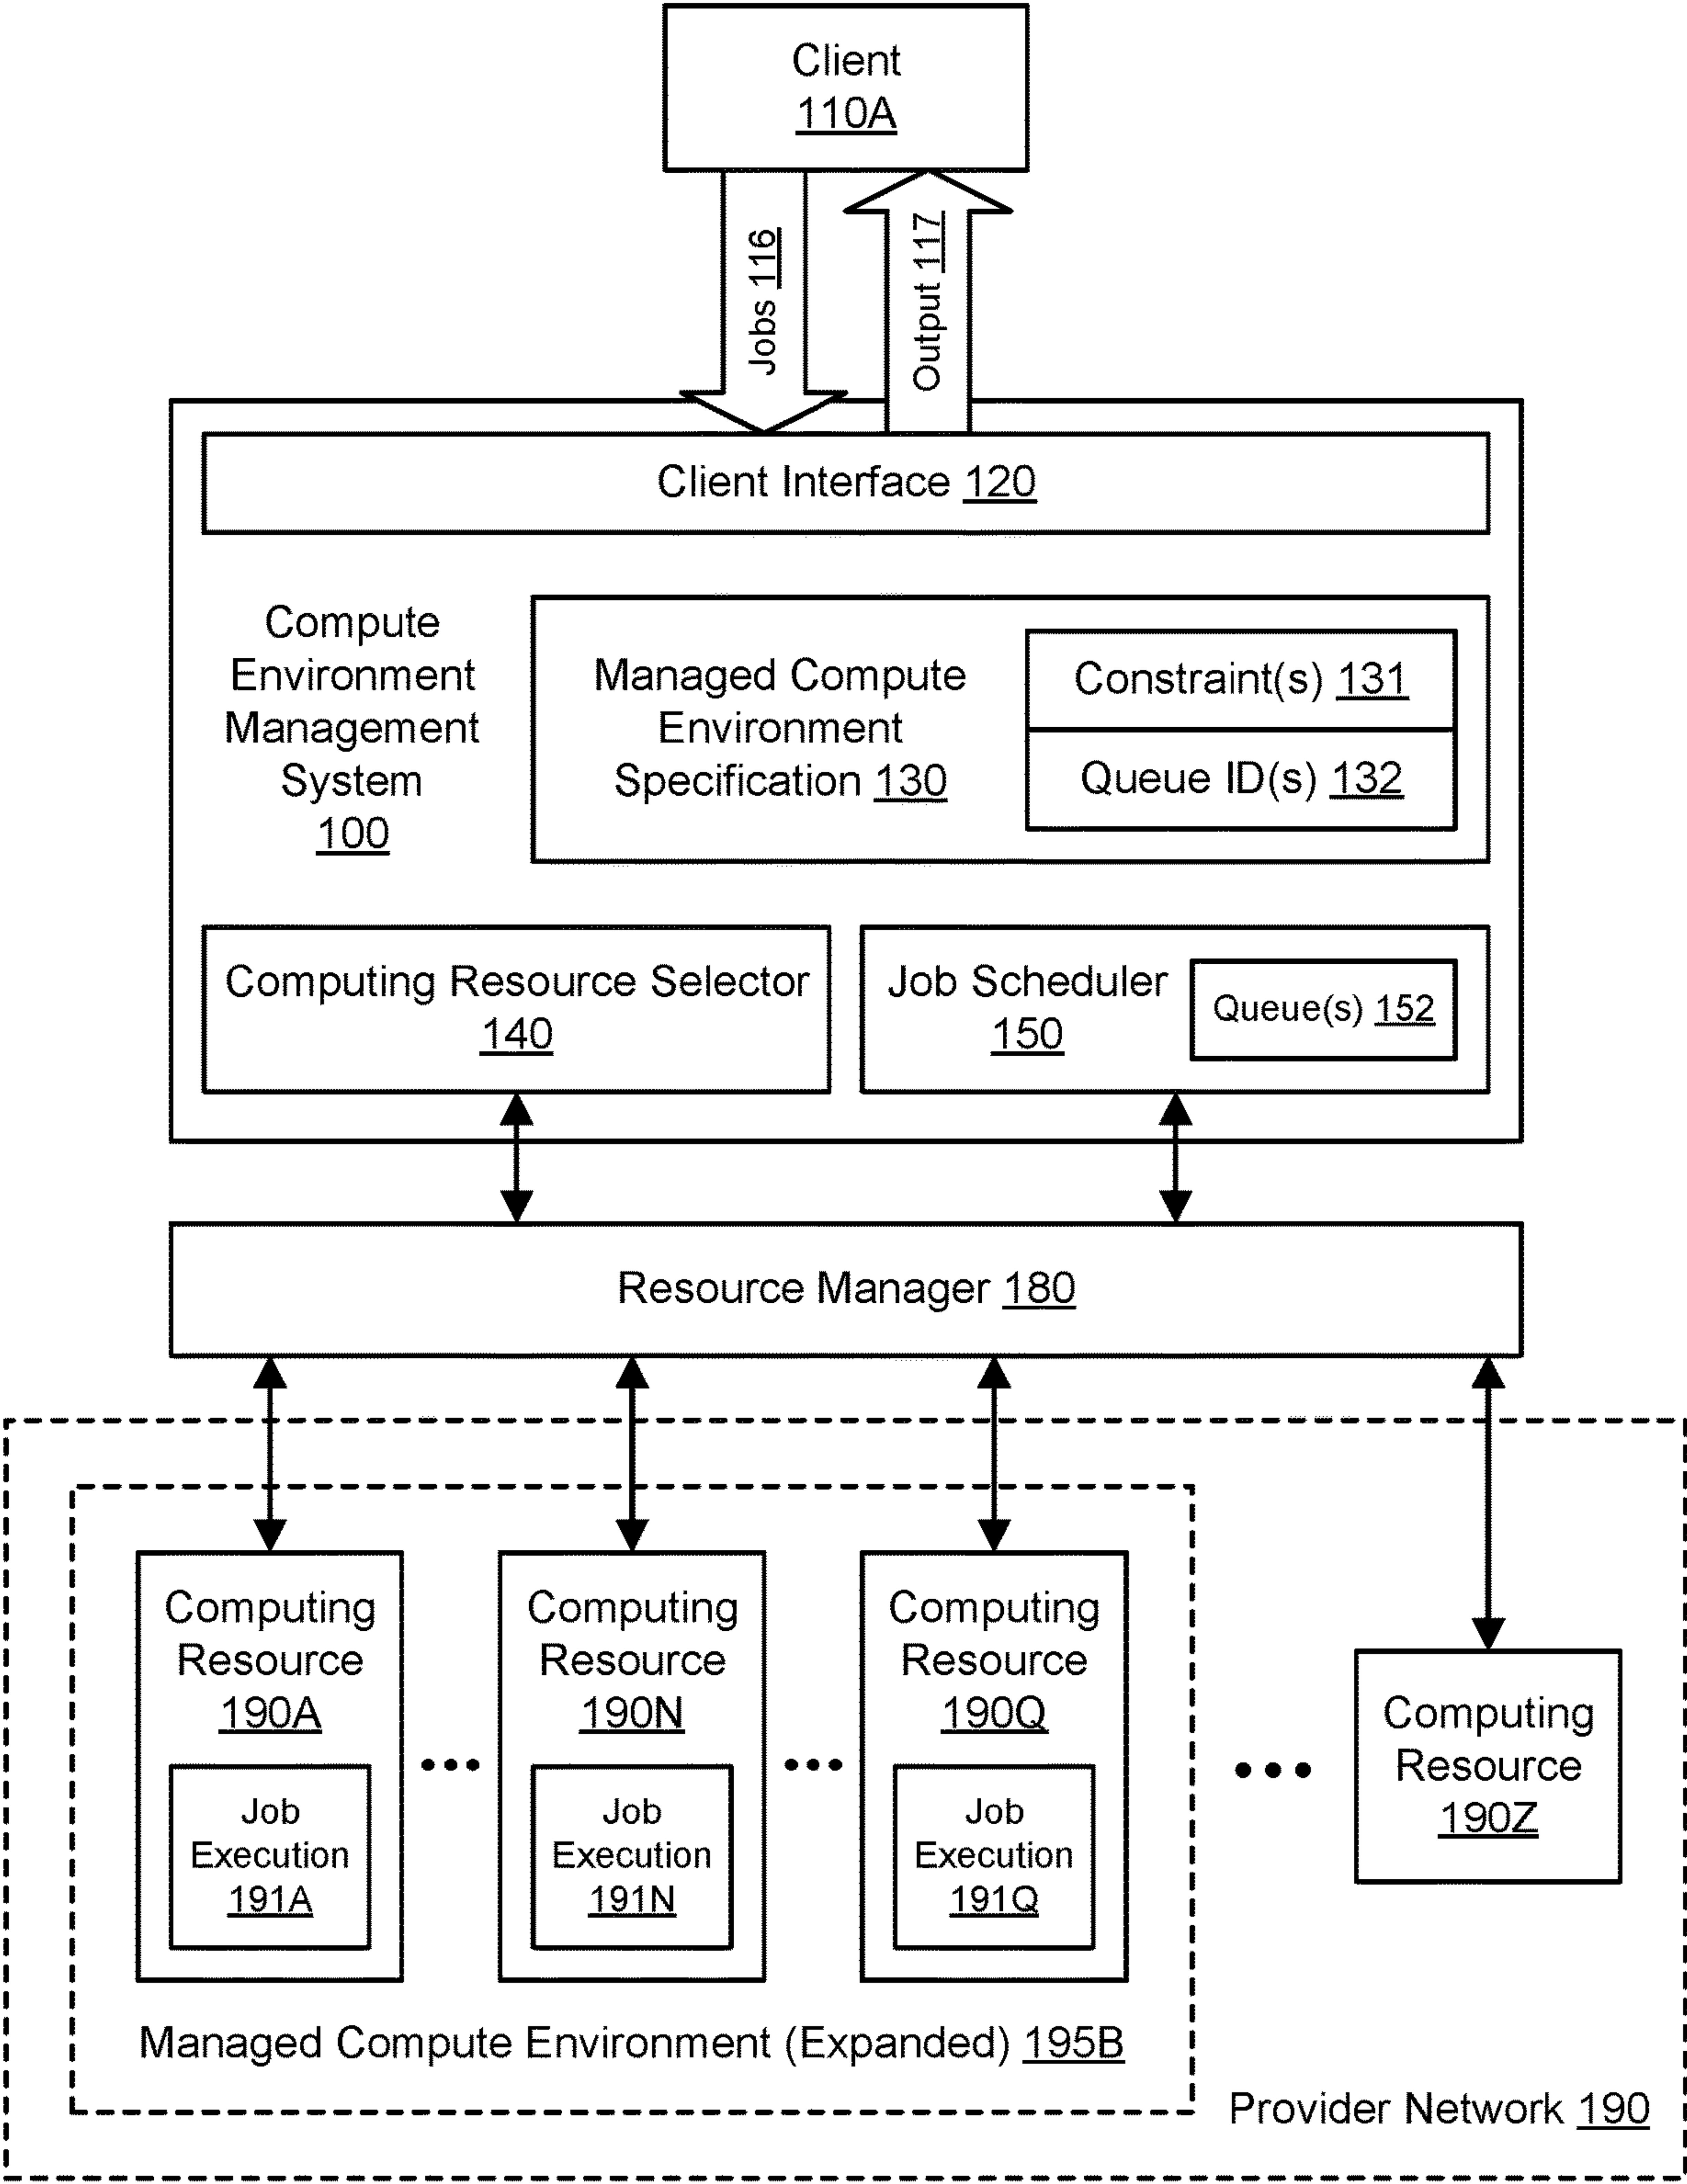 Client
110A
Jobs 116
Output 117
Client Interface 120
Compute
Environment
Management
System
100
Managed Compute
Environment
Specification 130
Constraint(s) 131
Queue ID(s) 132
Computing Resource Selector
140
Job Scheduler
150
Queue(s) 152
Resource Manager 180
Computing
Resource
190A
Job
Execution
191A
Computing
Resource
190N
Job
Execution
191N
Computing
Resource
190Q
Job
Execution
191Q
Computing
Resource
190Z
Managed Compute Environment (Expanded) 195B
Provider Network 190